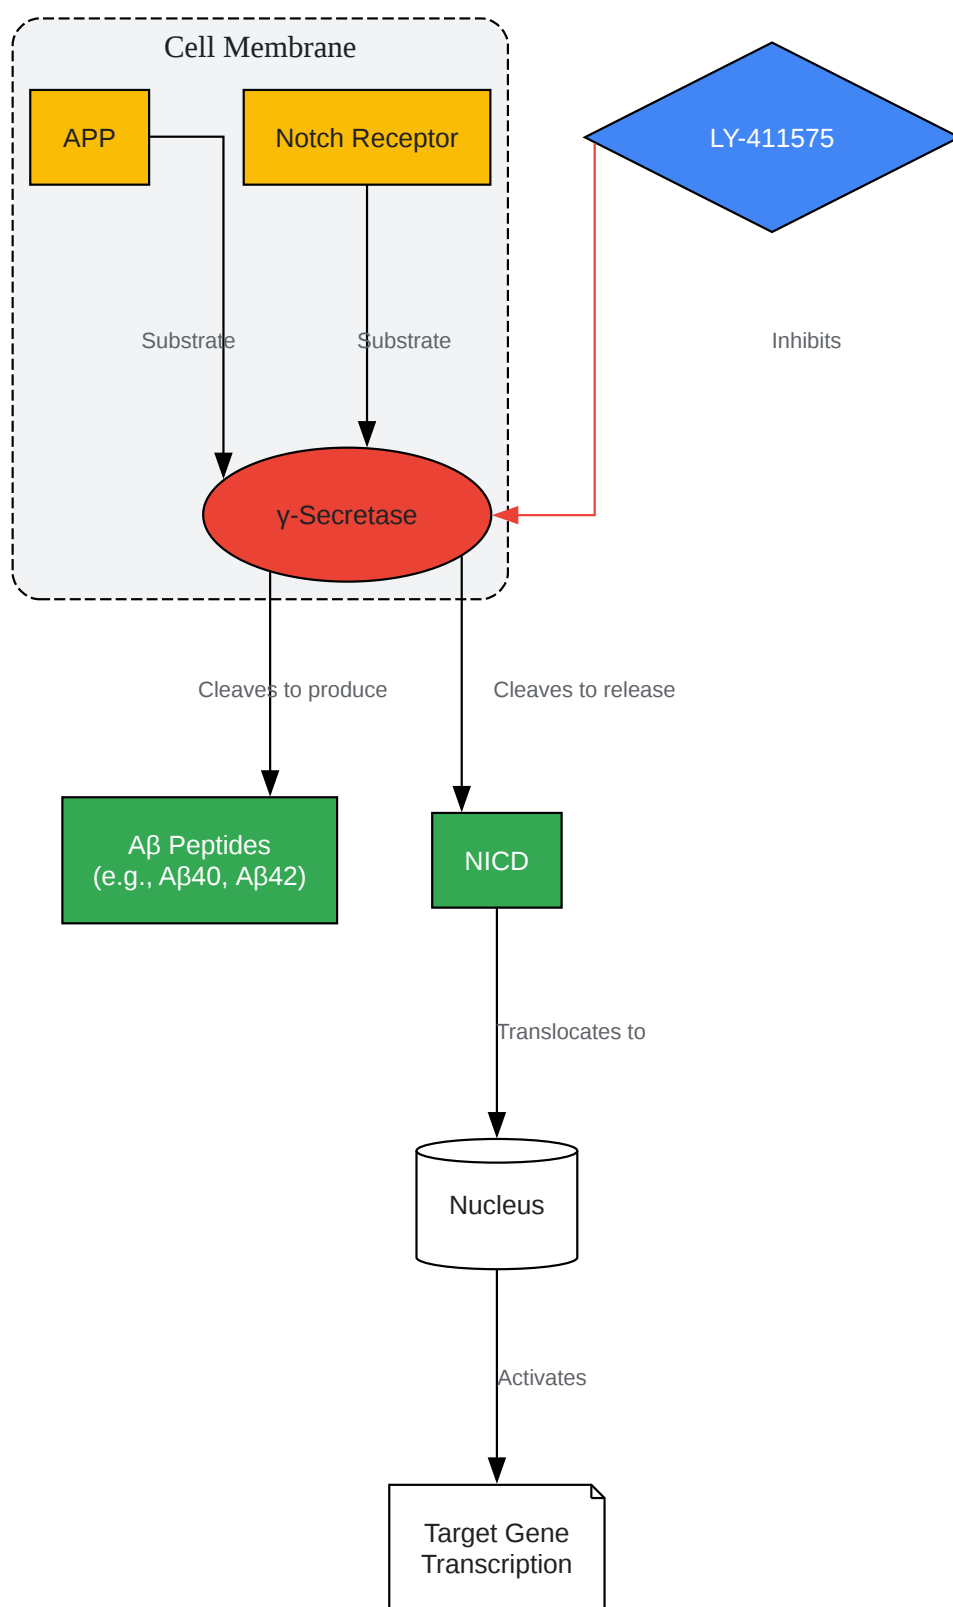 Cell Membrane
APP
Notch Receptor
LY-411575
Substrate
Substrate
Inhibits
γ-Secretase
Cleaves to produce
Cleaves to release
Aβ Peptides
(e.g., Aβ40, Aβ42)
NICD
Translocates to
Nucleus
Activates
Target Gene
Transcription